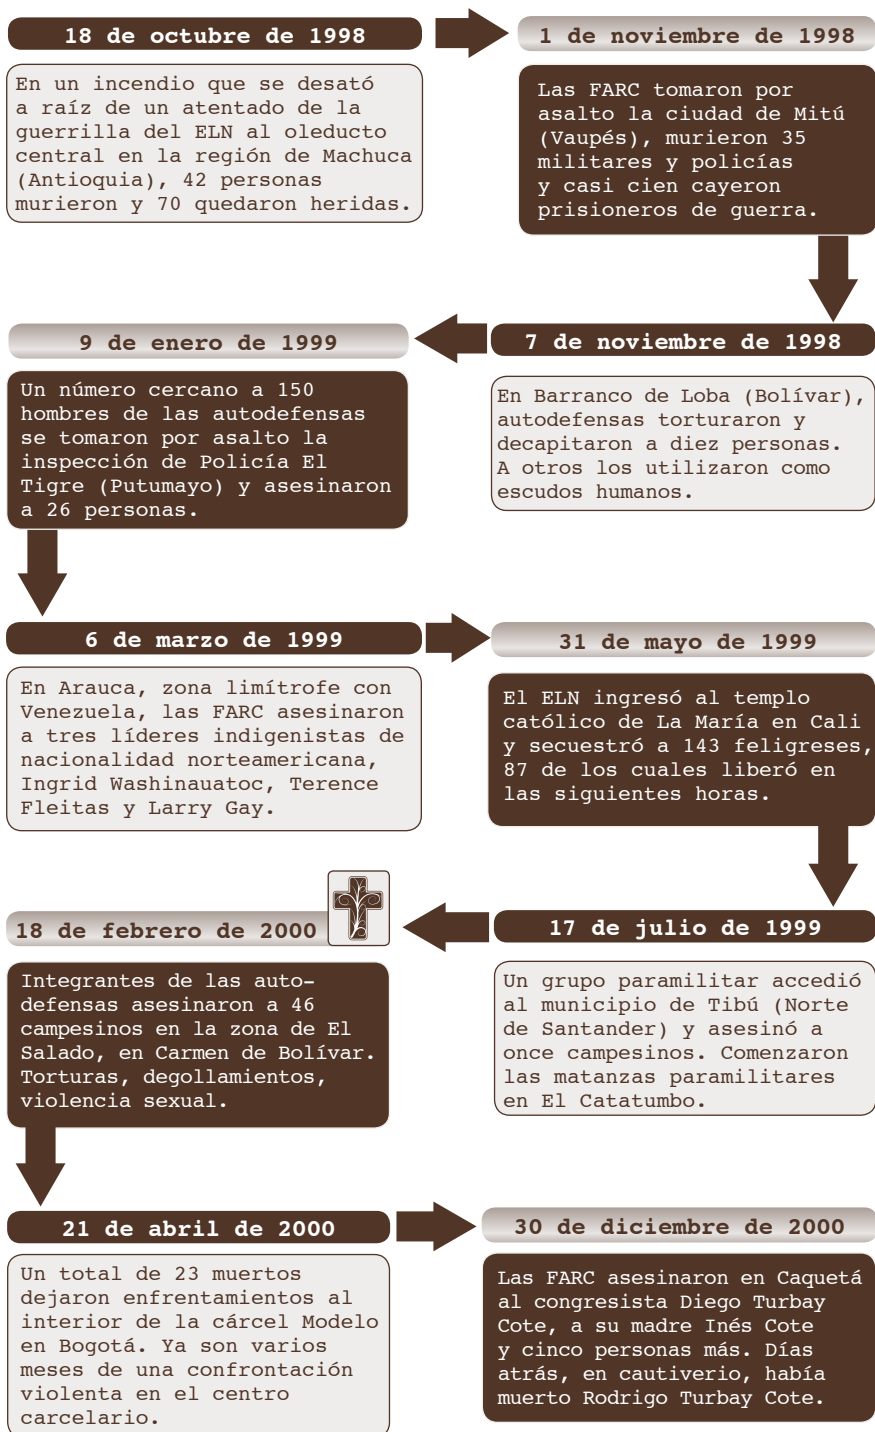 18 de octubre de 1998
En un incendio que se desató
a raíz de un atentado de la
guerrilla del ELN al oleducto
central en la región de Machuca
(Antioquia), 42 personas
murieron y 70 quedaron heridas.
1 de noviembre de 1998
Las FARC tomaron por
asalto la ciudad de Mitú
(Vaupés), murieron 35
militares y policías
y casi cien cayeron
prisioneros de guerra.
7 de noviembre de 1998
En Barranco de Loba (Bolívar),
autodefensas torturaron y
decapitaron a diez personas.
A otros los utilizaron como
escudos humanos.
9 de enero de 1999
Un número cercano a 150
hombres de las autodefensas
se tomaron por asalto la
inspección de Policía El
Tigre (Putumayo) y asesinaron
a 26 personas.
6 de marzo de 1999
En Arauca, zona limítrofe con
Venezuela, las FARC asesinaron
a tres líderes indigenistas de
nacionalidad norteamericana,
Ingrid Washinauatoc, Terence
Fleitas y Larry Gay.
31 de mayo de 1999
El ELN ingresó al templo
católico de La María en Cali
y secuestró a 143 feligreses,
87 de los cuales liberó en
las siguientes horas.
17 de julio de 1999
Un grupo paramilitar accedió
al municipio de Tibú (Norte
de Santander) y asesinó a
once campesinos. Comenzaron
las matanzas paramilitares
en El Catatumbo.
18 de febrero de 2000
Integrantes de las auto-
defensas asesinaron a 46
campesinos en la zona de El
Salado, en Carmen de Bolívar.
Torturas, degollamientos,
violencia sexual.
21 de abril de 2000
Un total de 23 muertos
dejaron enfrentamientos al
interior de la cárcel Modelo
en Bogotá. Ya son varios
meses de una confrontación
violenta en el centro
carcelario.
30 de diciembre de 2000
Las FARC asesinaron en Caquetá
al congresista Diego Turbay
Cote, a su madre Inés Cote
y cinco personas más. Días
atrás, en cautiverio, había
muerto Rodrigo Turbay Cote.